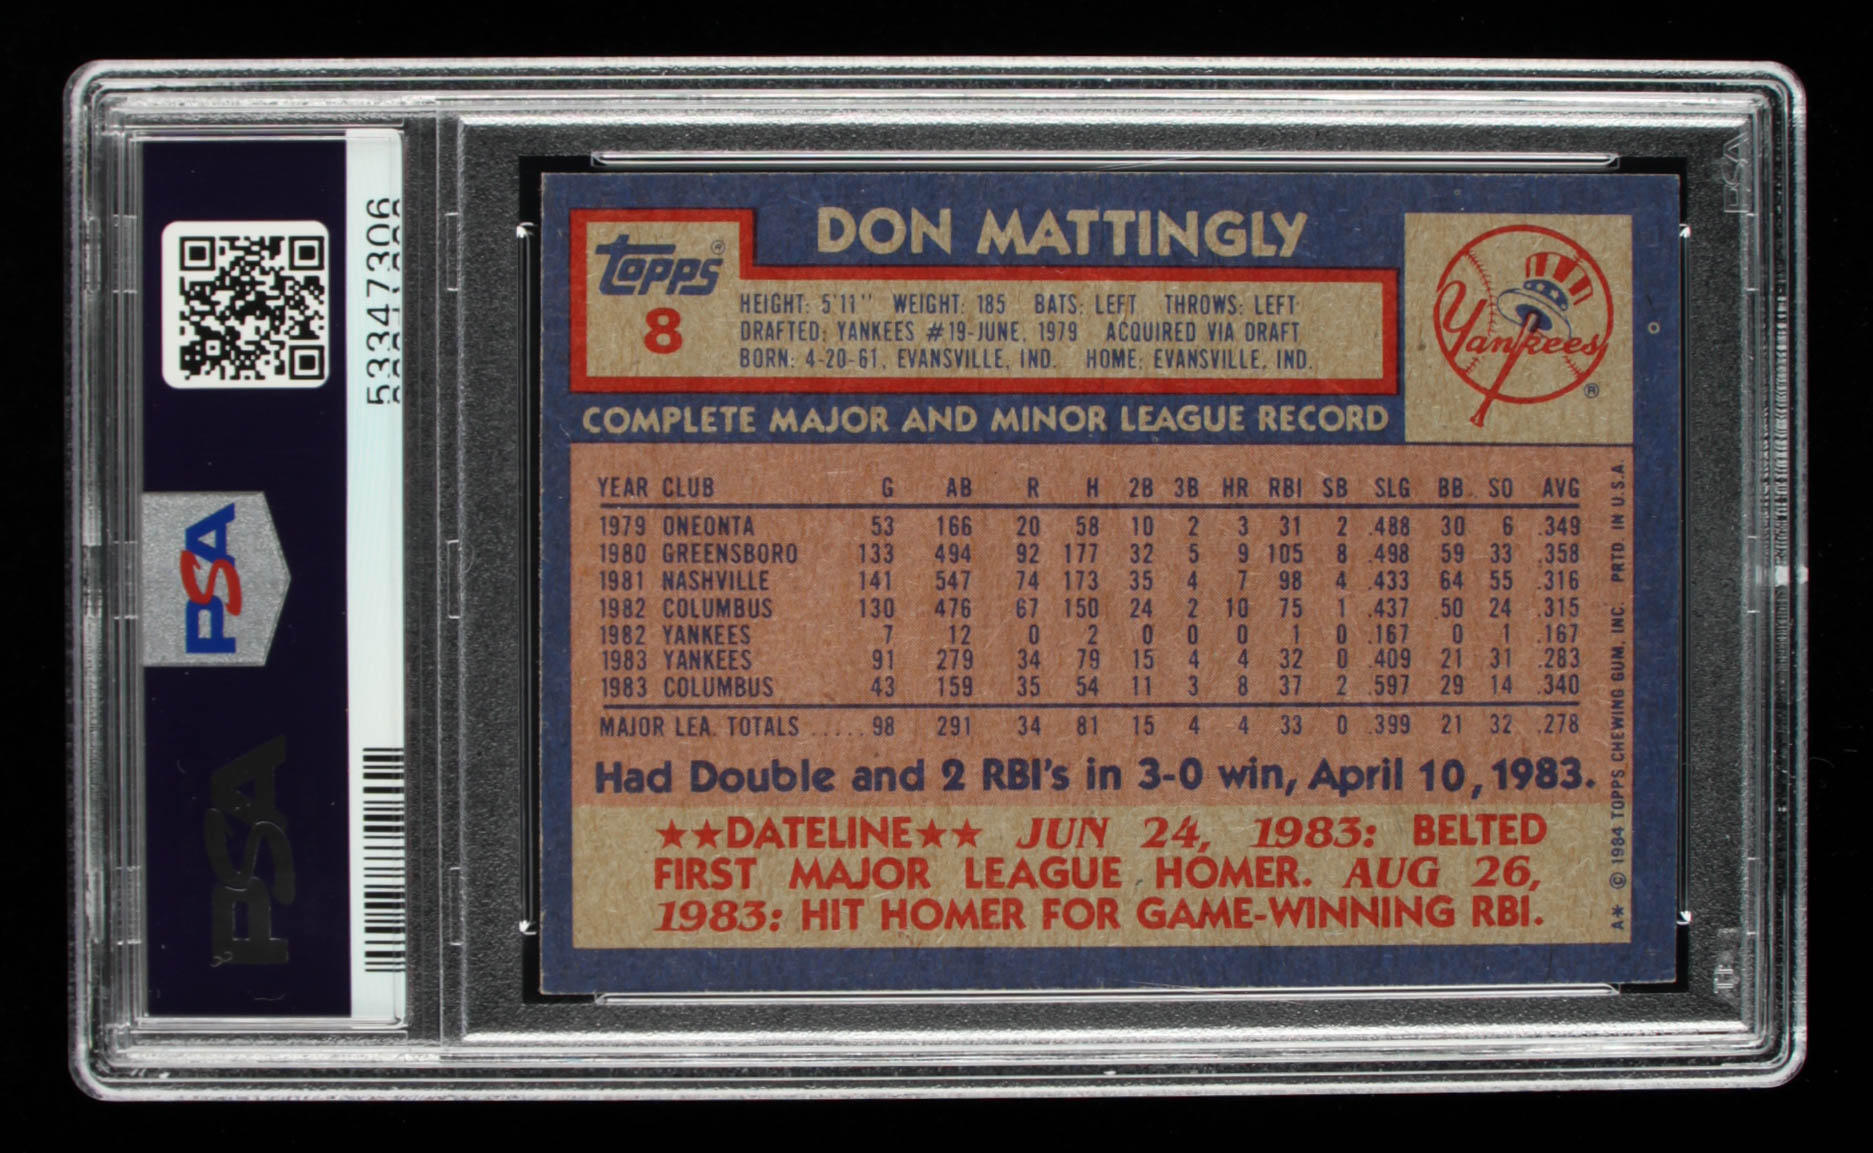 53347306
PSA
PSA
DON MATTINGLY
Topps®
8
HEIGHT: 5'11" WEIGHT: 185 BATS: LEFT THROWS: LEFT
DRAFTED: YANKEES #19-JUNE, 1979 ACQUIRED VIA DRAFT
BORN: 4-20-61, EVANSVILLE, IND. HOME: EVANSVILLE, IND.
Yankees
®
COMPLETE MAJOR AND MINOR LEAGUE RECORD
YEAR CLUB G AB R H 2B 3B HR RBI SB SLG BB SO AVG
1979 ONEONTA 53 166 20 58 10 2 3 31 2 .488 30 6 .349
1980 GREENSBORO 133 494 92 177 32 5 9 105 8 .498 59 33 .358
1981 NASHVILLE 141 547 74 173 35 4 7 98 4 .433 64 55 .316
1982 COLUMBUS 130 476 67 150 24 2 10 75 1 .437 50 24 .315
1982 YANKEES 7 12 0 2 0 0 0 1 0 .167 0 1 .167
1983 YANKEES 91 279 34 79 15 4 4 32 0 .409 21 31 .283
1983 COLUMBUS 43 159 35 54 11 3 8 37 2 .597 29 14 .340
MAJOR LEA. TOTALS ..... 98 291 34 81 15 4 4 33 0 .399 21 32 .278
Had Double and 2 RBI's in 3-0 win, April 10, 1983.
★★DATELINE★★ JUN 24, 1983: BELTED
FIRST MAJOR LEAGUE HOMER. AUG 26,
1983: HIT HOMER FOR GAME-WINNING RBI.
A* © 1984 TOPPS CHEWING GUM, INC. PRTD. IN U.S.A.
PSA